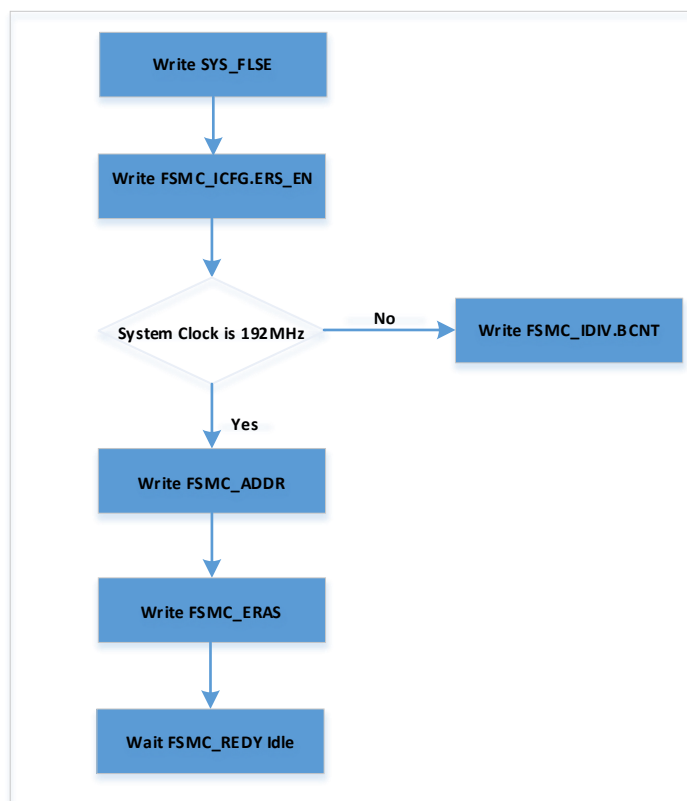 Write SYS_FLSE
Write FSMC_ICFG.ERS_EN
System Clock is 192MHz
No
Write FSMC_IDIV.BCNT
Yes
Write FSMC_ADDR
Write FSMC_ERAS
Wait FSMC_REDY Idle